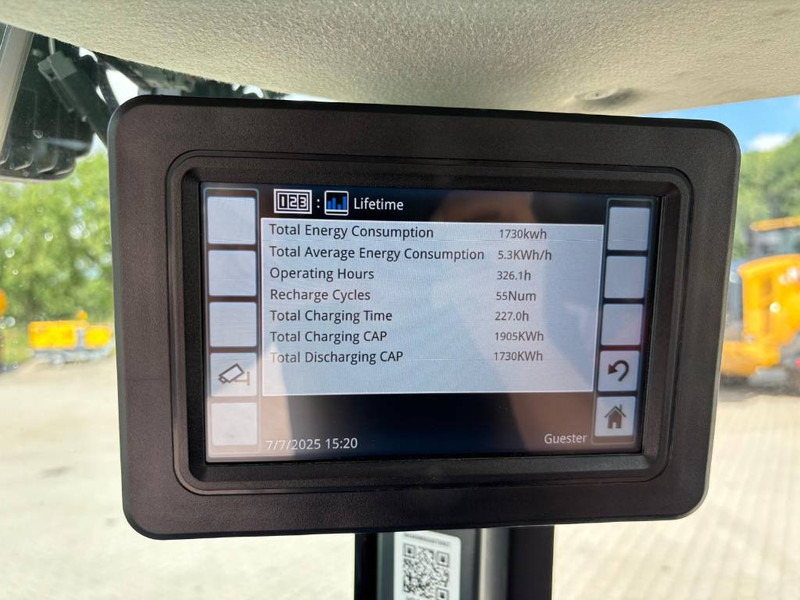 123 : Lifetime
Total Energy Consumption 1730kwh
Total Average Energy Consumption 5.3KWh/h
Operating Hours 326.1h
Recharge Cycles 55Num
Total Charging Time 227.0h
Total Charging CAP 1905KWh
Total Discharging CAP 1730KWh
7/7/2025 15:20 Guester